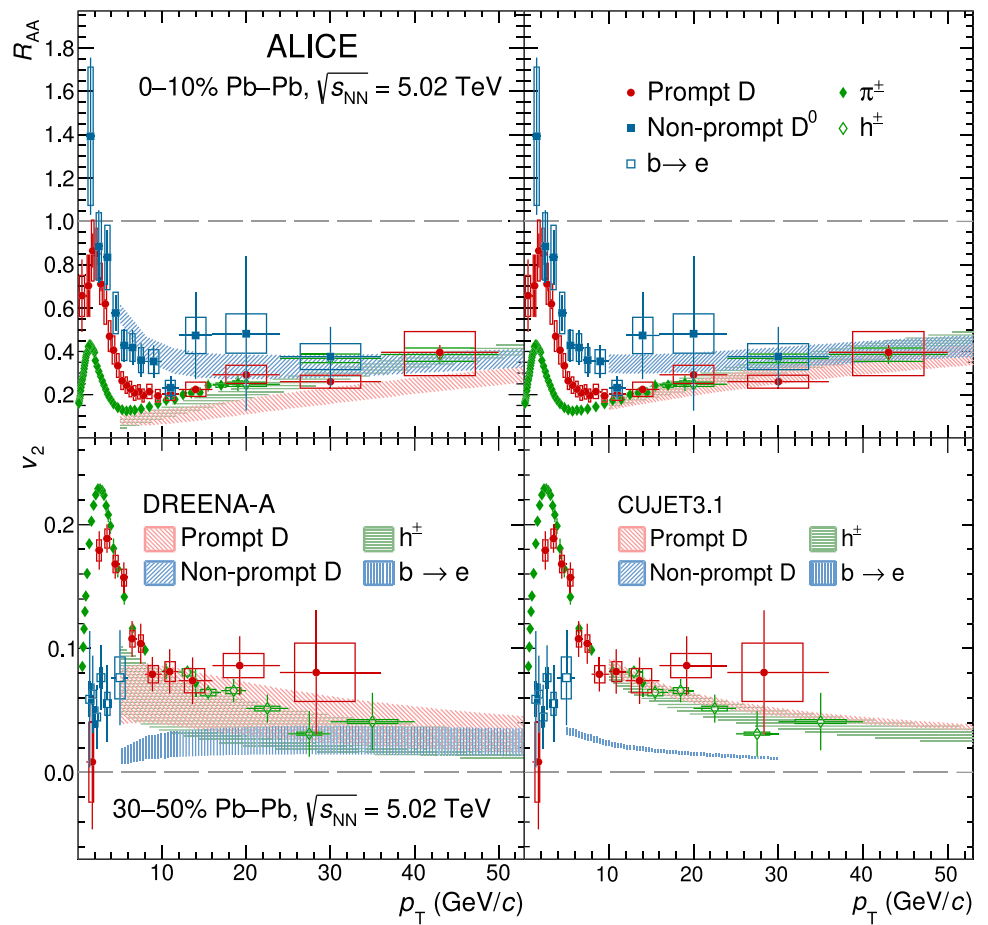 R_AA
ALICE
0–10% Pb–Pb, √s_NN = 5.02 TeV
Prompt D
Non-prompt D⁰
b→ e
π±
h±
1.8
1.6
1.4
1.2
1.0
0.8
0.6
0.4
0.2
v₂
DREENA-A
Prompt D
Non-prompt D
h±
b → e
CUJET3.1
Prompt D
Non-prompt D
h±
b → e
0.2
0.1
0.0
30–50% Pb–Pb, √s_NN = 5.02 TeV
10 20 30 40 50
10 20 30 40 50
p_T (GeV/c)
p_T (GeV/c)